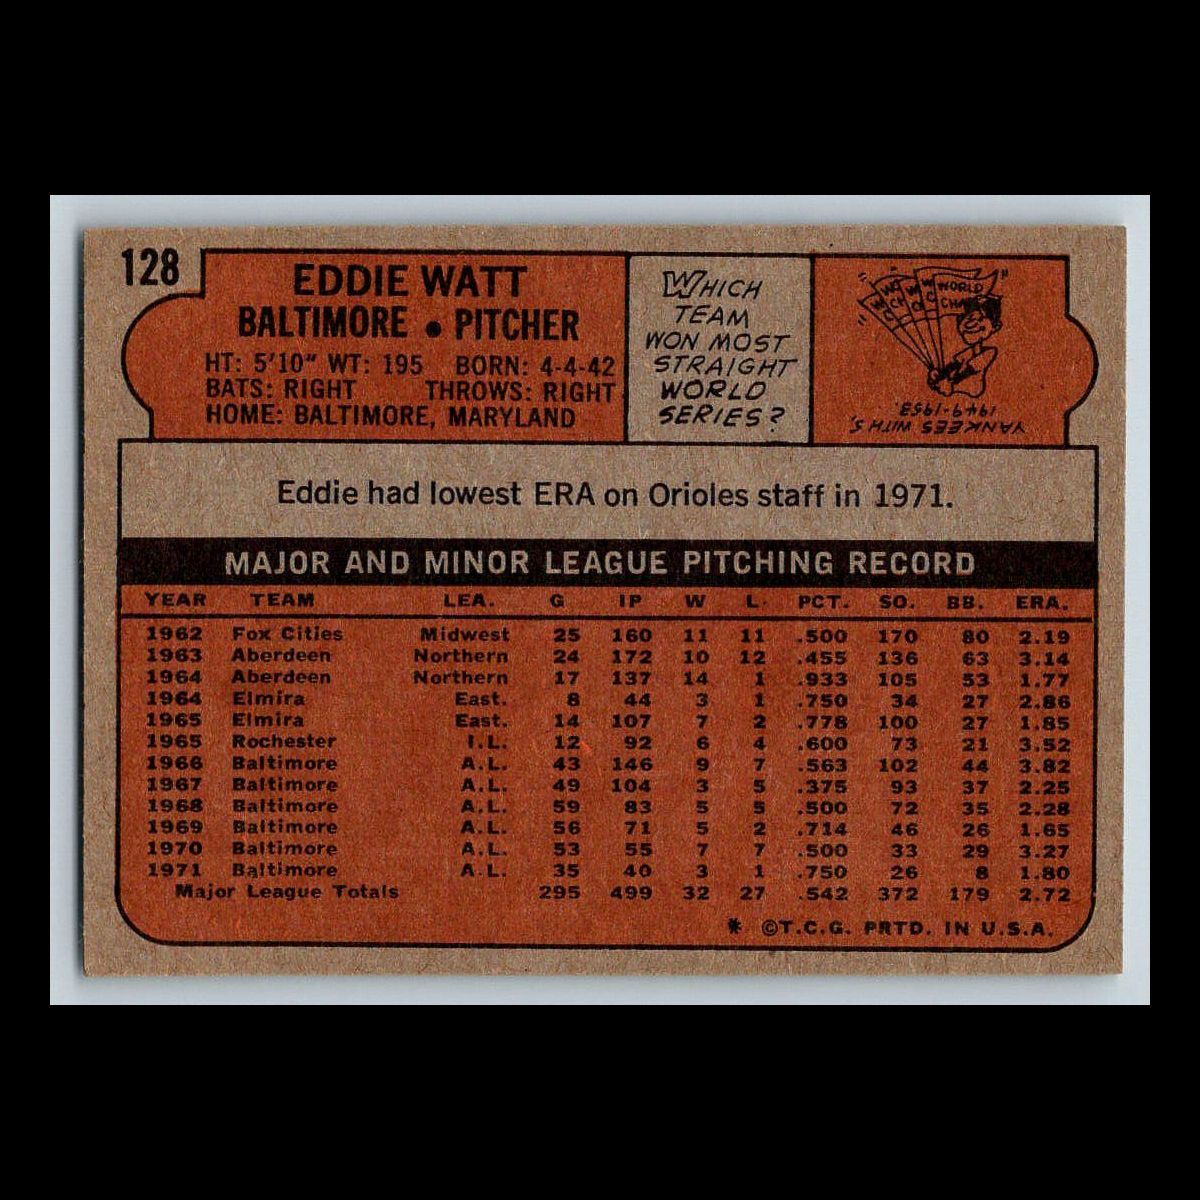 128
EDDIE WATT
BALTIMORE • PITCHER
HT: 5'10" WT: 195 BORN: 4-4-42
BATS: RIGHT THROWS: RIGHT
HOME: BALTIMORE, MARYLAND
WHICH
TEAM
WON MOST
STRAIGHT
WORLD
SERIES?
WORLD
CHAMPS
YANKEES WITH 5,
1949-1953.
Eddie had lowest ERA on Orioles staff in 1971.
MAJOR AND MINOR LEAGUE PITCHING RECORD
YEAR TEAM LEA. G IP W L PCT. SO. BB. ERA.
1962 Fox Cities Midwest 25 160 11 11 .500 170 80 2.19
1963 Aberdeen Northern 24 172 10 12 .455 136 63 3.14
1964 Aberdeen Northern 17 137 14 1 .933 105 53 1.77
1964 Elmira East. 8 44 3 1 .750 34 27 2.86
1965 Elmira East. 14 107 7 2 .778 100 27 1.85
1965 Rochester I.L. 12 92 6 4 .600 73 21 3.52
1966 Baltimore A.L. 43 146 9 7 .563 102 44 3.82
1967 Baltimore A.L. 49 104 3 5 .375 93 37 2.25
1968 Baltimore A.L. 59 83 5 5 .500 72 35 2.28
1969 Baltimore A.L. 56 71 5 2 .714 46 26 1.65
1970 Baltimore A.L. 53 55 7 7 .500 33 29 3.27
1971 Baltimore A.L. 35 40 3 1 .750 26 8 1.80
Major League Totals 295 499 32 27 .542 372 179 2.72
* ©T.C.G. PRTD. IN U.S.A.